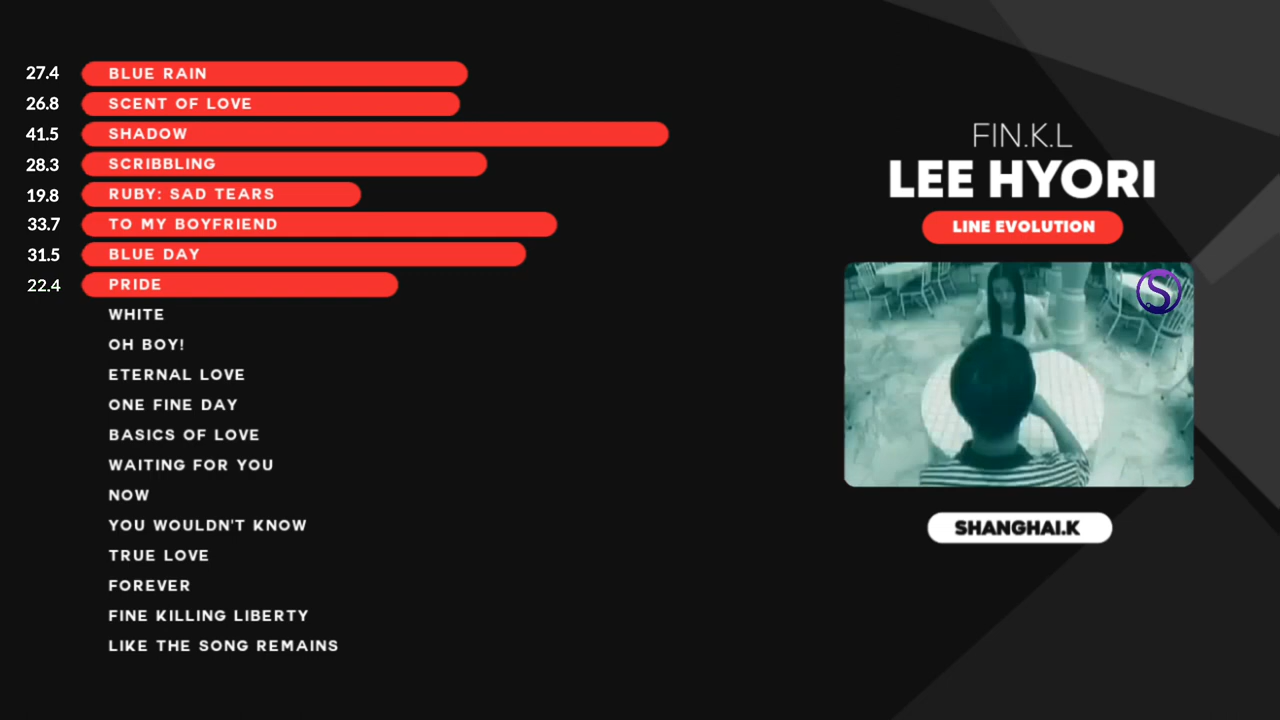 27.4 BLUE RAIN
26.8 SCENT OF LOVE
41.5 SHADOW
28.3 SCRIBBLING
19.8 RUBY: SAD TEARS
33.7 TO MY BOYFRIEND
31.5 BLUE DAY
22.4 PRIDE
WHITE
OH BOY!
ETERNAL LOVE
ONE FINE DAY
BASICS OF LOVE
WAITING FOR YOU
NOW
YOU WOULDN'T KNOW
TRUE LOVE
FOREVER
FINE KILLING LIBERTY
LIKE THE SONG REMAINS
FIN.K.L
LEE HYORI
LINE EVOLUTION
S
SHANGHAI.K